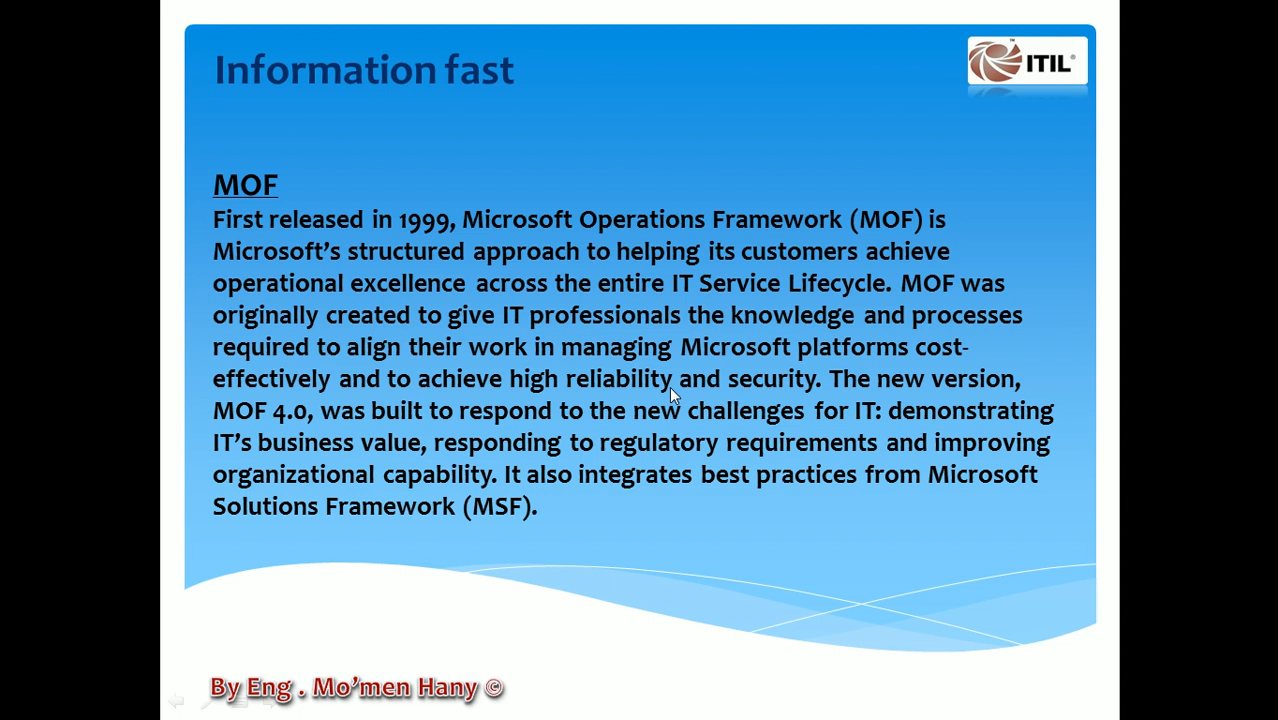 Information fast
ITIL®
MOF
First released in 1999, Microsoft Operations Framework (MOF) is
Microsoft's structured approach to helping its customers achieve
operational excellence across the entire IT Service Lifecycle. MOF was
originally created to give IT professionals the knowledge and processes
required to align their work in managing Microsoft platforms cost-
effectively and to achieve high reliability and security. The new version,
MOF 4.0, was built to respond to the new challenges for IT: demonstrating
IT's business value, responding to regulatory requirements and improving
organizational capability. It also integrates best practices from Microsoft
Solutions Framework (MSF).
By Eng . Mo'men Hany ©